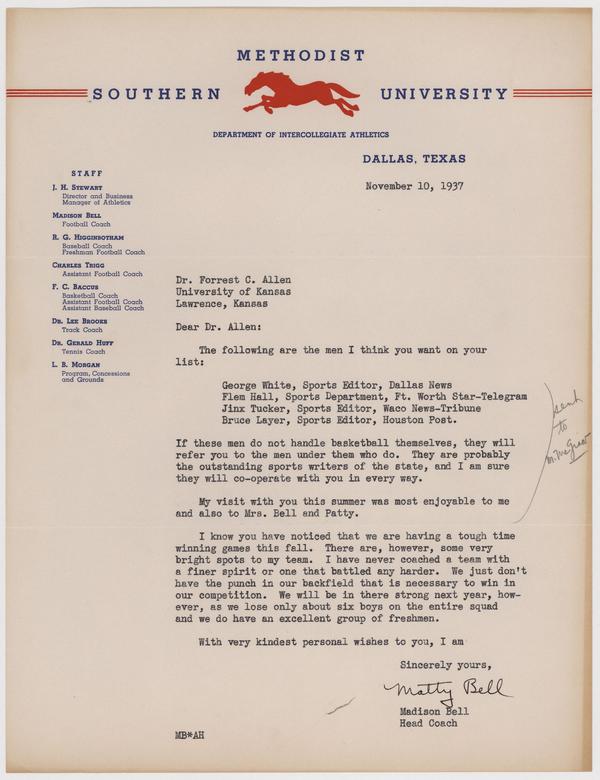 METHODIST
SOUTHERN UNIVERSITY
DEPARTMENT OF INTERCOLLEGIATE ATHLETICS
DALLAS, TEXAS
November 10, 1937
STAFF
J. H. STEWART
Director and Business
Manager of Athletics
MADISON BELL
Football Coach
R. G. HIGGINBOTHAM
Baseball Coach
Freshman Football Coach
CHARLES TRIGG
Assistant Football Coach
F. C. BACCUS
Basketball Coach
Assistant Football Coach
Assistant Baseball Coach
DR. LEE BROOKS
Track Coach
DR. GERALD HUFF
Tennis Coach
L. B. MORGAN
Program, Concessions
and Grounds
Dr. Forrest C. Allen
University of Kansas
Lawrence, Kansas
Dear Dr. Allen:
The following are the men I think you want on your
list:
George White, Sports Editor, Dallas News
Flem Hall, Sports Department, Ft. Worth Star-Telegram
Jinx Tucker, Sports Editor, Waco News-Tribune
Bruce Layer, Sports Editor, Houston Post.
sent
to
If these men do not handle basketball themselves, they will
refer you to the men under them who do. They are probably
the outstanding sports writers of the state, and I am sure
they will co-operate with you in every way.
My visit with you this summer was most enjoyable to me
and also to Mrs. Bell and Patty.
I know you have noticed that we are having a tough time
winning games this fall. There are, however, some very
bright spots to my team. I have never coached a team with
a finer spirit or one that battled any harder. We just don't
have the punch in our backfield that is necessary to win in
our competition. We will be in there strong next year, how-
ever, as we lose only about six boys on the entire squad
and we do have an excellent group of freshmen.
With very kindest personal wishes to you, I am
Sincerely yours,
Matty Bell
Madison Bell
Head Coach
MB*AH